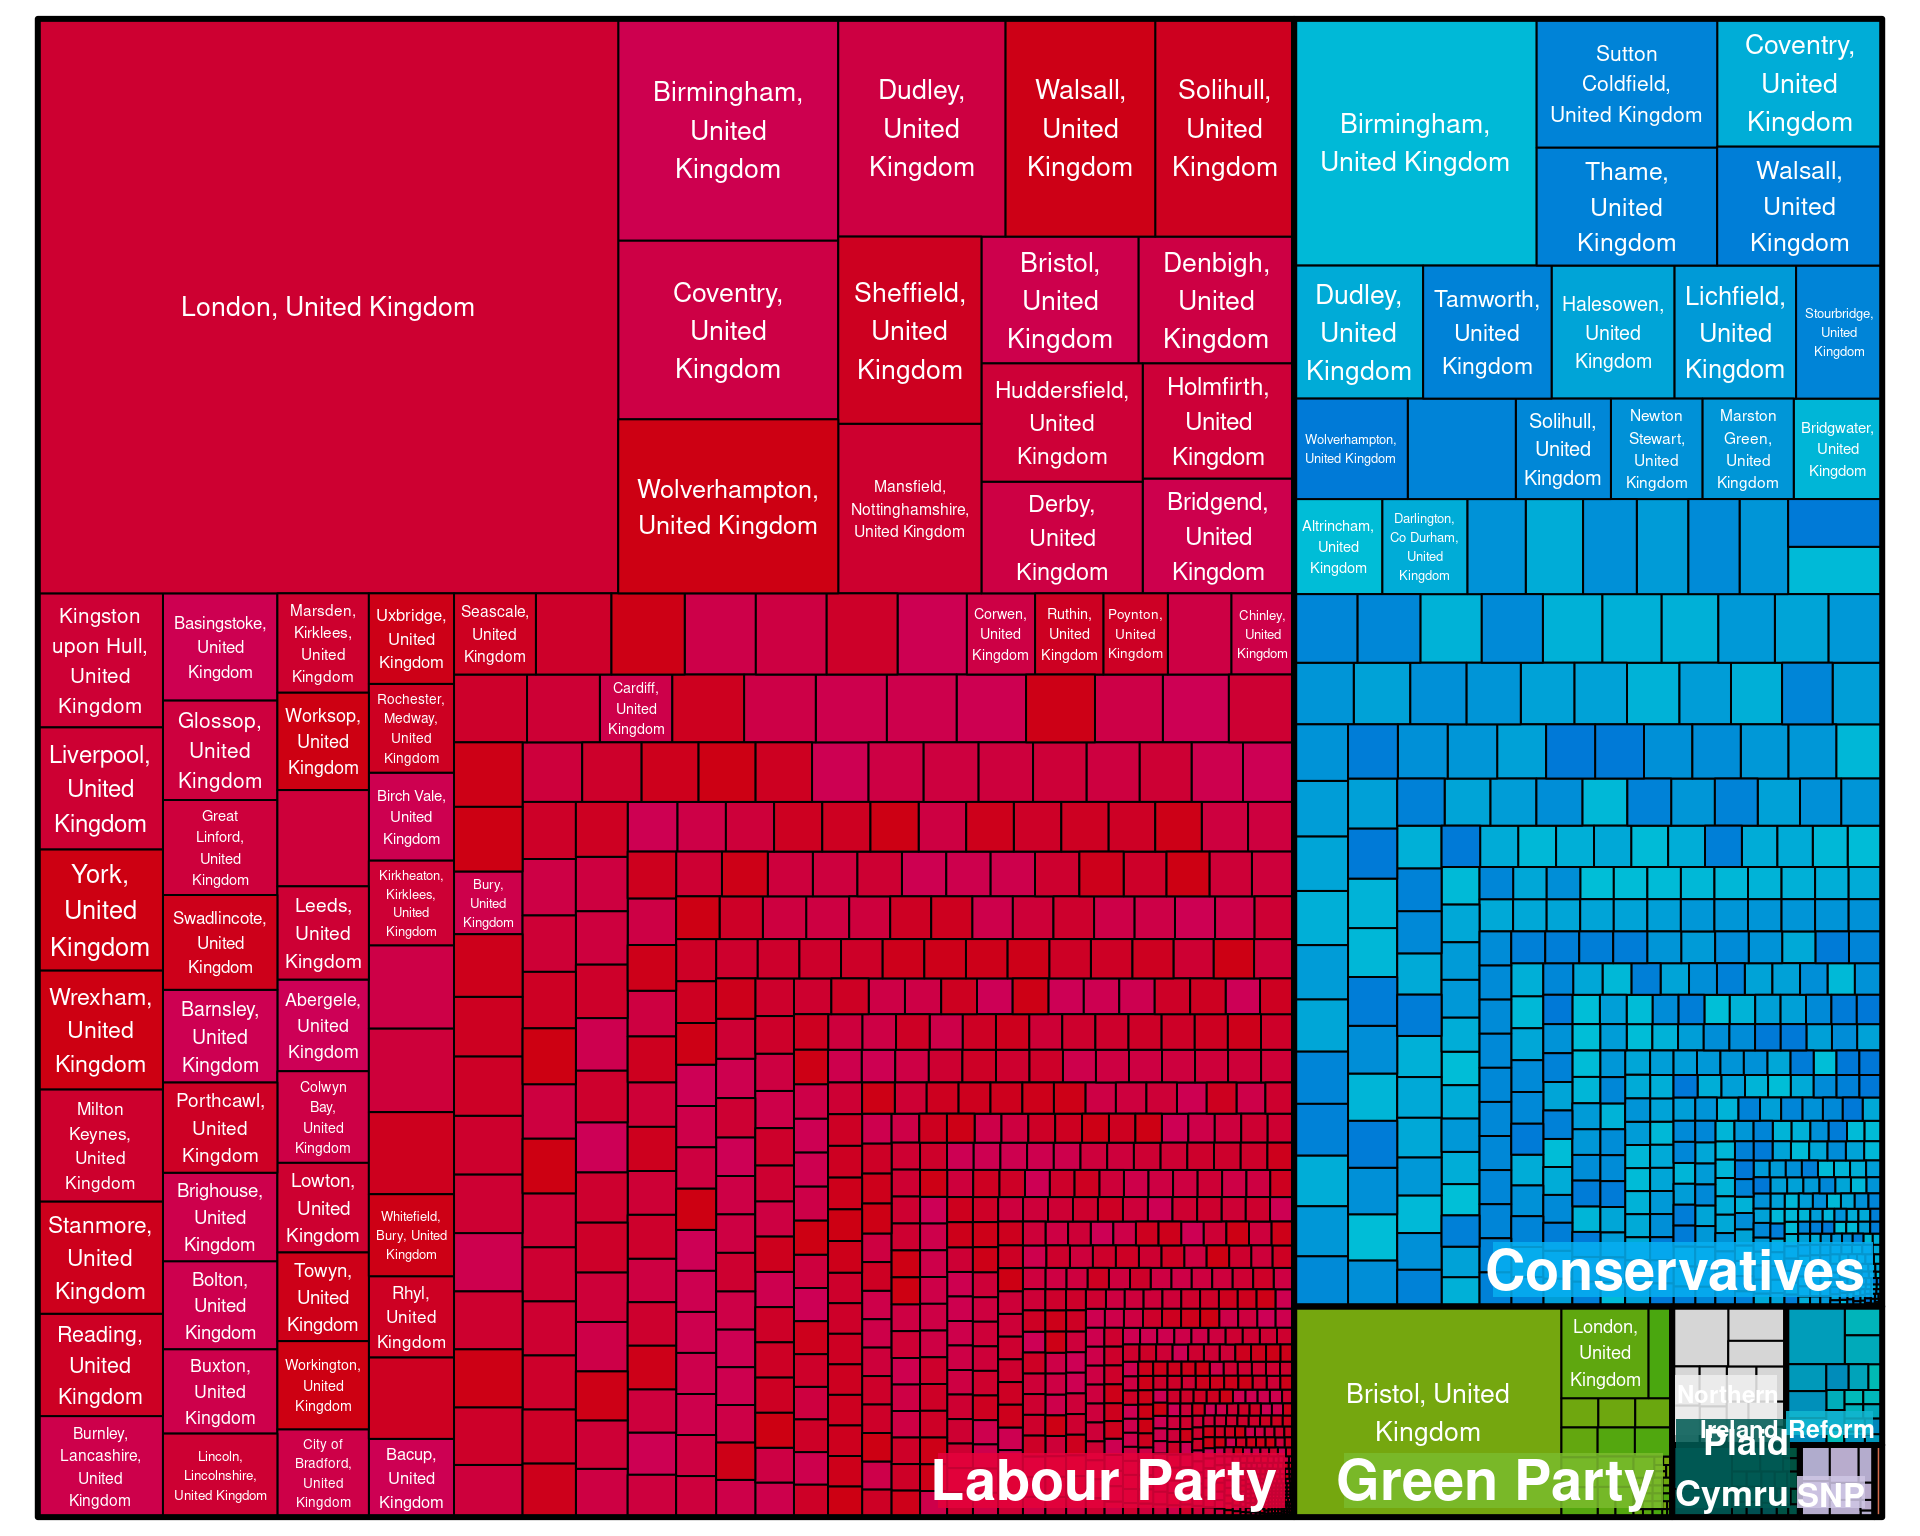 London, United Kingdom
Birmingham,
United
Kingdom
Dudley,
United
Kingdom
Walsall,
United
Kingdom
Solihull,
United
Kingdom
Coventry,
United
Kingdom
Sheffield,
United
Kingdom
Bristol,
United
Kingdom
Denbigh,
United
Kingdom
Huddersfield,
United
Kingdom
Holmfirth,
United
Kingdom
Wolverhampton,
United Kingdom
Mansfield,
Nottinghamshire,
United Kingdom
Derby,
United
Kingdom
Bridgend,
United
Kingdom
Kingston
upon Hull,
United
Kingdom
Liverpool,
United
Kingdom
York,
United
Kingdom
Wrexham,
United
Kingdom
Milton
Keynes,
United
Kingdom
Stanmore,
United
Kingdom
Reading,
United
Kingdom
Burnley,
Lancashire,
United
Kingdom
Basingstoke,
United
Kingdom
Glossop,
United
Kingdom
Great
Linford,
United
Kingdom
Swadlincote,
United
Kingdom
Barnsley,
United
Kingdom
Porthcawl,
United
Kingdom
Brighouse,
United
Kingdom
Bolton,
United
Kingdom
Buxton,
United
Kingdom
Lincoln,
Lincolnshire,
United Kingdom
Marsden,
Kirklees,
United
Kingdom
Worksop,
United
Kingdom
Leeds,
United
Kingdom
Abergele,
United
Kingdom
Colwyn
Bay,
United
Kingdom
Lowton,
United
Kingdom
Towyn,
United
Kingdom
Workington,
United
Kingdom
City of
Bradford,
United
Kingdom
Uxbridge,
United
Kingdom
Rochester,
Medway,
United
Kingdom
Birch Vale,
United
Kingdom
Kirkheaton,
Kirklees,
United
Kingdom
Whitefield,
Bury, United
Kingdom
Rhyl,
United
Kingdom
Bacup,
United
Kingdom
Seascale,
United
Kingdom
Bury,
United
Kingdom
Cardiff,
United
Kingdom
Corwen,
United
Kingdom
Ruthin,
United
Kingdom
Poynton,
United
Kingdom
Chinley,
United
Kingdom
Labour Party
Birmingham,
United Kingdom
Sutton
Coldfield,
United Kingdom
Coventry,
United
Kingdom
Thame,
United
Kingdom
Walsall,
United
Kingdom
Dudley,
United
Kingdom
Tamworth,
United
Kingdom
Halesowen,
United
Kingdom
Lichfield,
United
Kingdom
Stourbridge,
United
Kingdom
Wolverhampton,
United Kingdom
Solihull,
United
Kingdom
Newton
Stewart,
United
Kingdom
Marston
Green,
United
Kingdom
Bridgwater,
United
Kingdom
Altrincham,
United
Kingdom
Darlington,
Co Durham,
United
Kingdom
Conservatives
Bristol, United
Kingdom
London,
United
Kingdom
Green Party
Northern
Ireland
Reform
Plaid
Cymru
SNP